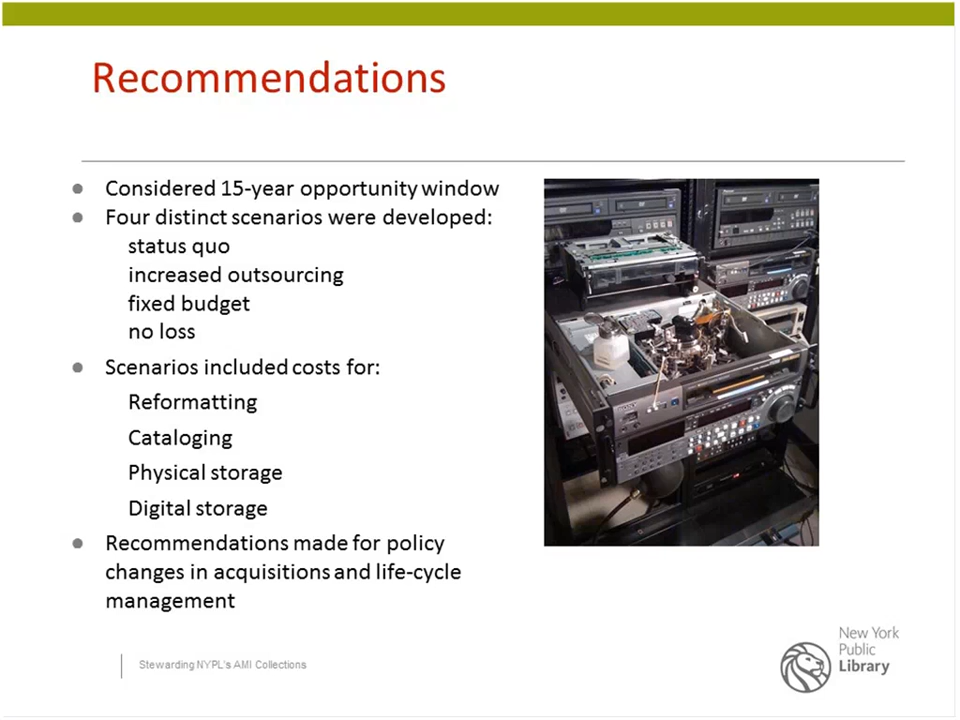 Recommendations
Considered 15-year opportunity window
Four distinct scenarios were developed:
status quo
increased outsourcing
fixed budget
no loss
Scenarios included costs for:
Reformatting
Cataloging
Physical storage
Digital storage
Recommendations made for policy
changes in acquisitions and life-cycle
management
Stewarding NYPL's AMI Collections
New York
Public
Library